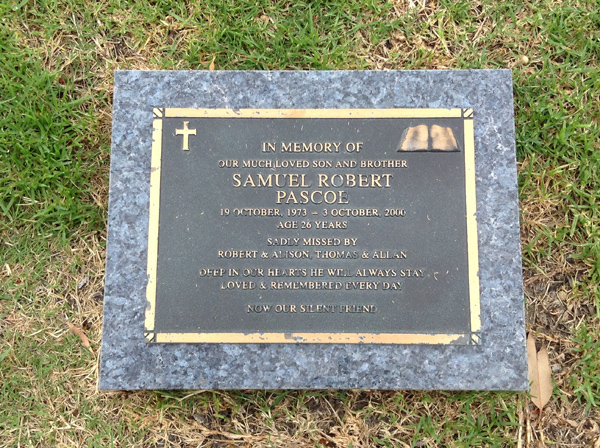 IN MEMORY OF
OUR MUCH LOVED SON AND BROTHER
SAMUEL ROBERT
PASCOE
19 OCTOBER, 1973 – 3 OCTOBER, 2000
AGE 26 YEARS
SADLY MISSED BY
ROBERT & ALISON, THOMAS & ALLAN
DEEP IN OUR HEARTS HE WILL ALWAYS STAY
LOVED & REMEMBERED EVERY DAY
NOW OUR SILENT FRIEND